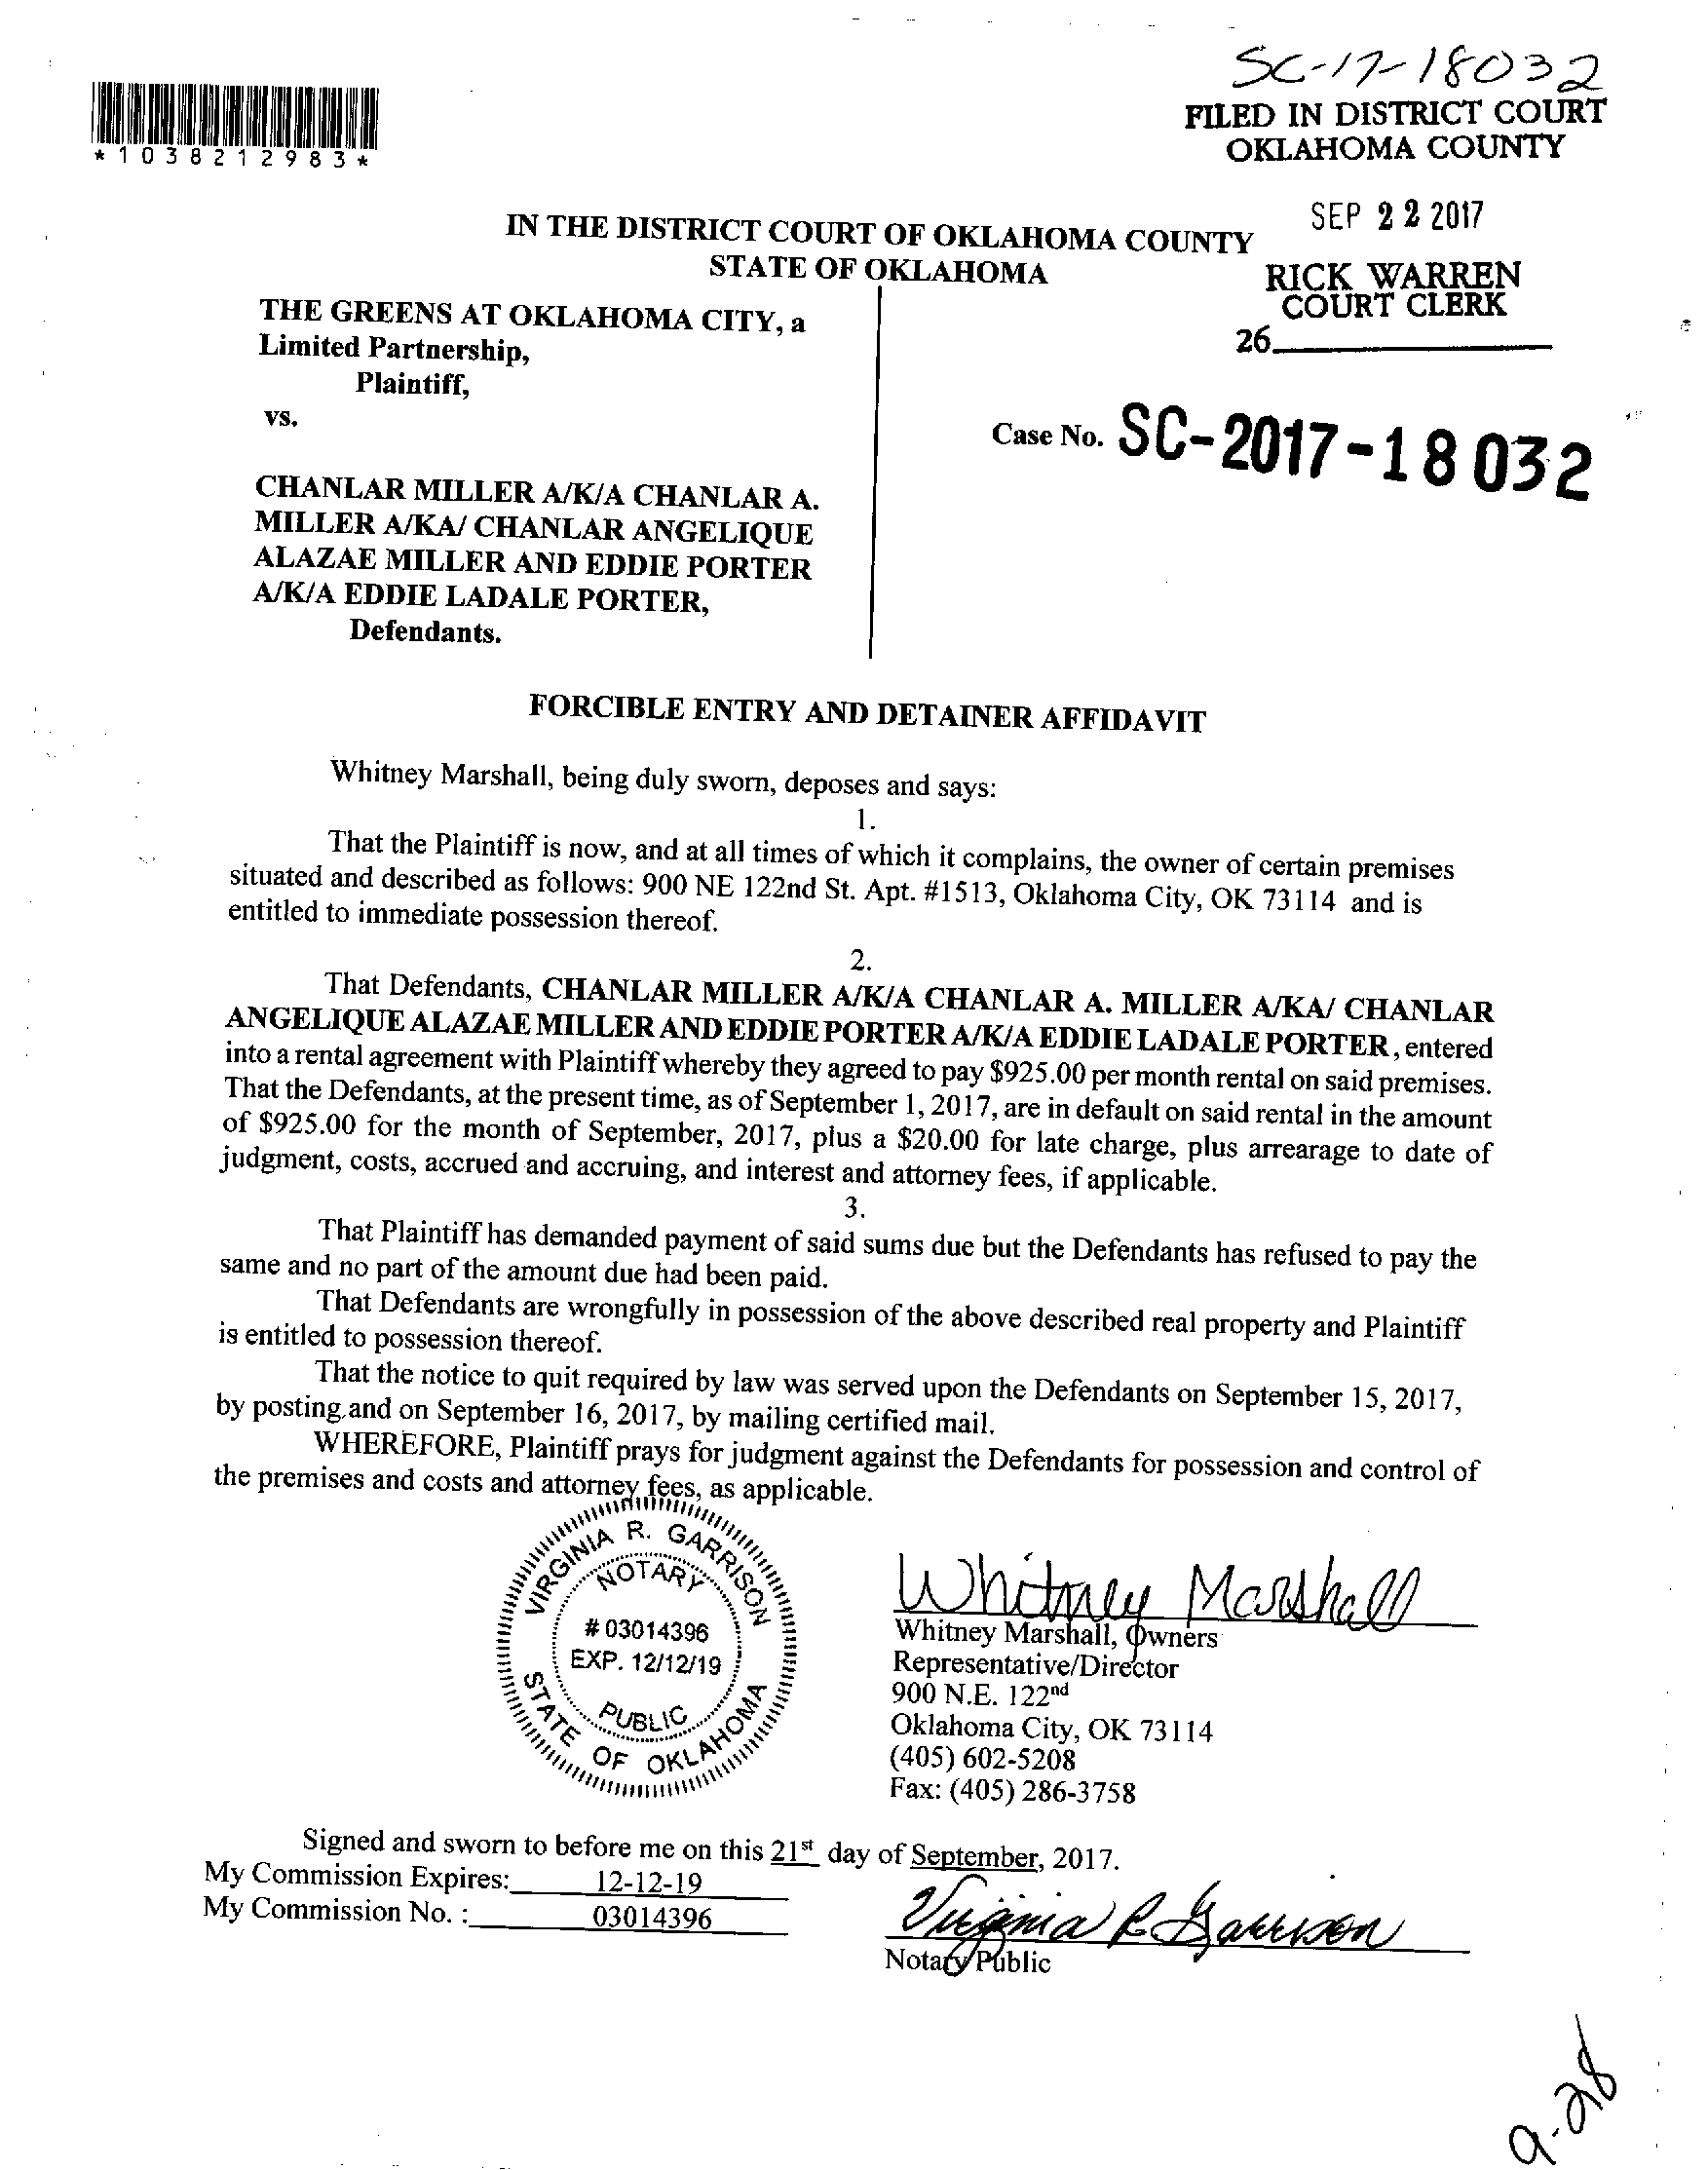 SC-17-18032
FILED IN DISTRICT COURT
OKLAHOMA COUNTY
*1038212983*
SEP 22 2017
IN THE DISTRICT COURT OF OKLAHOMA COUNTY
STATE OF OKLAHOMA
RICK WARREN
COURT CLERK
26
THE GREENS AT OKLAHOMA CITY, a
Limited Partnership,
Plaintiff,
vs.
Case No. SC-2017-18032
CHANLAR MILLER A/K/A CHANLAR A.
MILLER A/KA/ CHANLAR ANGELIQUE
ALAZAE MILLER AND EDDIE PORTER
A/K/A EDDIE LADALE PORTER,
Defendants.
FORCIBLE ENTRY AND DETAINER AFFIDAVIT
Whitney Marshall, being duly sworn, deposes and says:
1.
That the Plaintiff is now, and at all times of which it complains, the owner of certain premises
situated and described as follows: 900 NE 122nd St. Apt. #1513, Oklahoma City, OK 73114 and is
entitled to immediate possession thereof.
2.
That Defendants, CHANLAR MILLER A/K/A CHANLAR A. MILLER A/KA/ CHANLAR
ANGELIQUE ALAZAE MILLER AND EDDIE PORTER A/K/A EDDIE LADALE PORTER, entered
into a rental agreement with Plaintiff whereby they agreed to pay $925.00 per month rental on said premises.
That the Defendants, at the present time, as of September 1, 2017, are in default on said rental in the amount
of $925.00 for the month of September, 2017, plus a $20.00 for late charge, plus arrearage to date of
judgment, costs, accrued and accruing, and interest and attorney fees, if applicable.
3.
That Plaintiff has demanded payment of said sums due but the Defendants has refused to pay the
same and no part of the amount due had been paid.
That Defendants are wrongfully in possession of the above described real property and Plaintiff
is entitled to possession thereof.
That the notice to quit required by law was served upon the Defendants on September 15, 2017,
by posting and on September 16, 2017, by mailing certified mail.
WHEREFORE, Plaintiff prays for judgment against the Defendants for possession and control of
the premises and costs and attorney fees, as applicable.
VIRGINIA R. GARRISON
NOTARY
# 03014396
EXP. 12/12/19
PUBLIC
STATE OF OKLAHOMA
Whitney Marshall
Whitney Marshall, Owners
Representative/Director
900 N.E. 122nd
Oklahoma City, OK 73114
(405) 602-5208
Fax: (405) 286-3758
Signed and sworn to before me on this 21st day of September, 2017.
My Commission Expires: 12-12-19
My Commission No. : 03014396
Virginia R Garrison
Notary Public
9-28